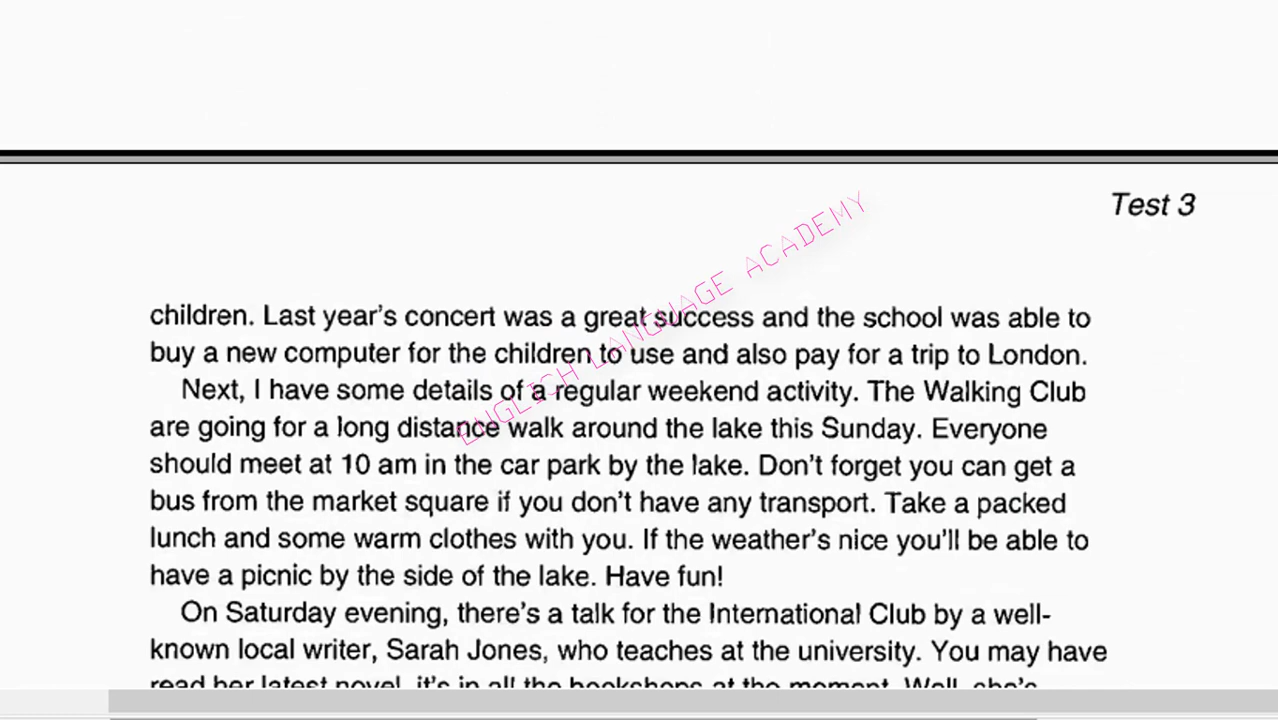 Test 3
ENGLISH LANGUAGE ACADEMY
children. Last year's concert was a great success and the school was able to
buy a new computer for the children to use and also pay for a trip to London.
Next, I have some details of a regular weekend activity. The Walking Club
are going for a long distance walk around the lake this Sunday. Everyone
should meet at 10 am in the car park by the lake. Don't forget you can get a
bus from the market square if you don't have any transport. Take a packed
lunch and some warm clothes with you. If the weather's nice you'll be able to
have a picnic by the side of the lake. Have fun!
On Saturday evening, there's a talk for the International Club by a well-
known local writer, Sarah Jones, who teaches at the university. You may have
read her latest novel, it's in all the bookshops at the moment. Well, she's